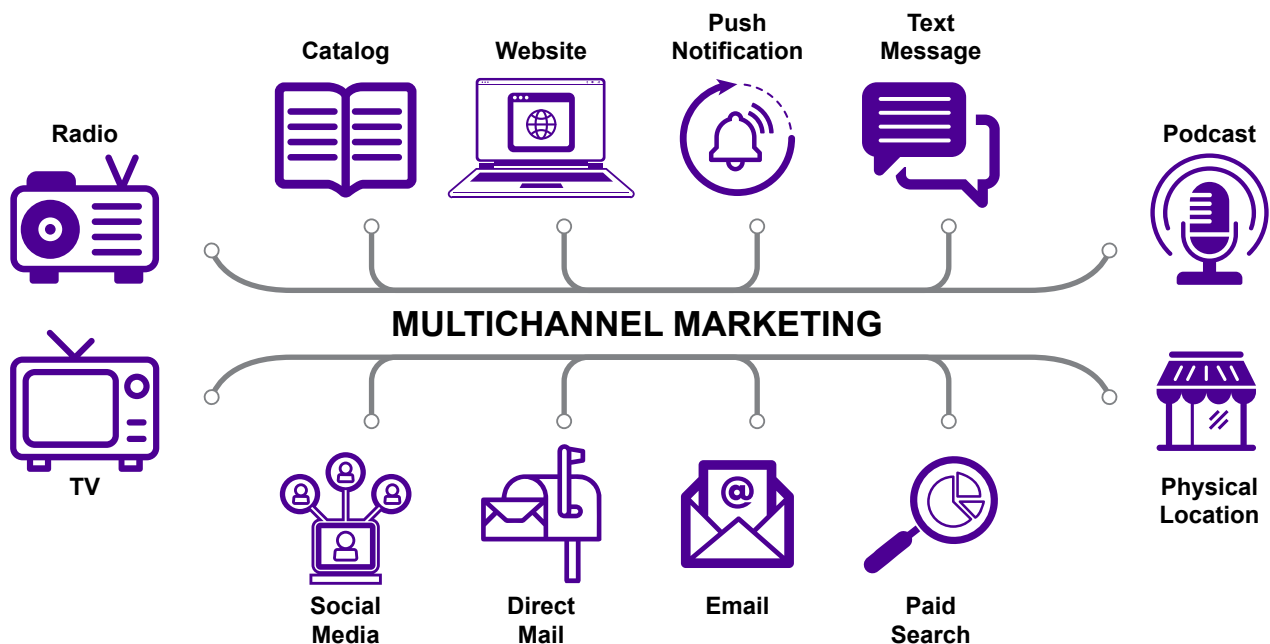 Push
Notification
Text
Message
Catalog
Website
Radio
Podcast
MULTICHANNEL MARKETING
TV
Physical
Location
Social
Media
Direct
Mail
@
Email
Paid
Search